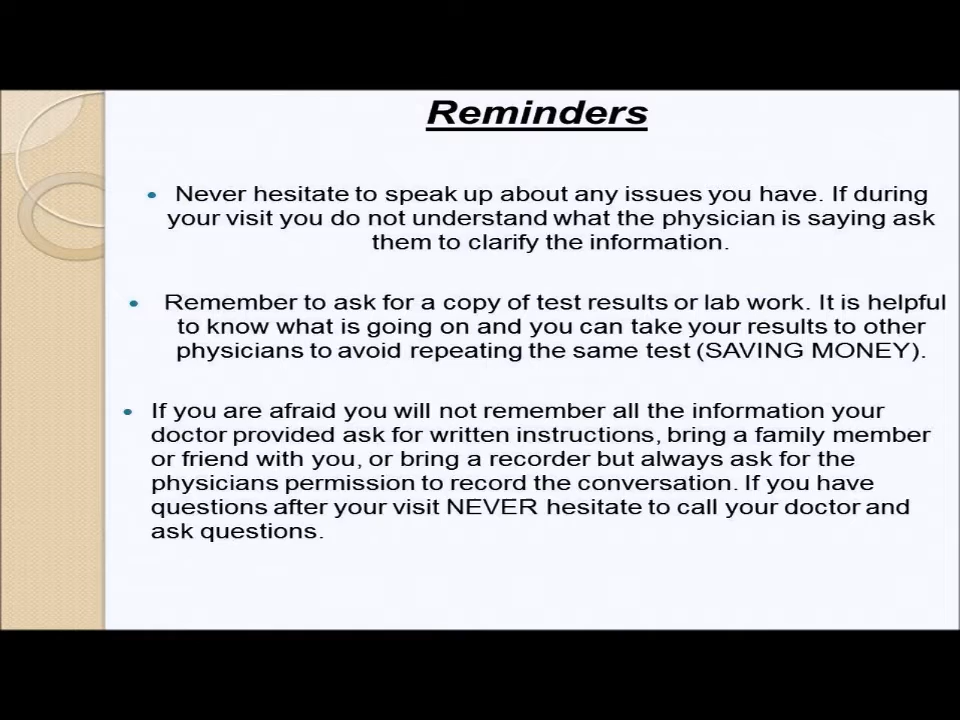 Reminders
• Never hesitate to speak up about any issues you have. If during
your visit you do not understand what the physician is saying ask
them to clarify the information.
• Remember to ask for a copy of test results or lab work. It is helpful
to know what is going on and you can take your results to other
physicians to avoid repeating the same test (SAVING MONEY).
• If you are afraid you will not remember all the information your
doctor provided ask for written instructions, bring a family member
or friend with you, or bring a recorder but always ask for the
physicians permission to record the conversation. If you have
questions after your visit NEVER hesitate to call your doctor and
ask questions.